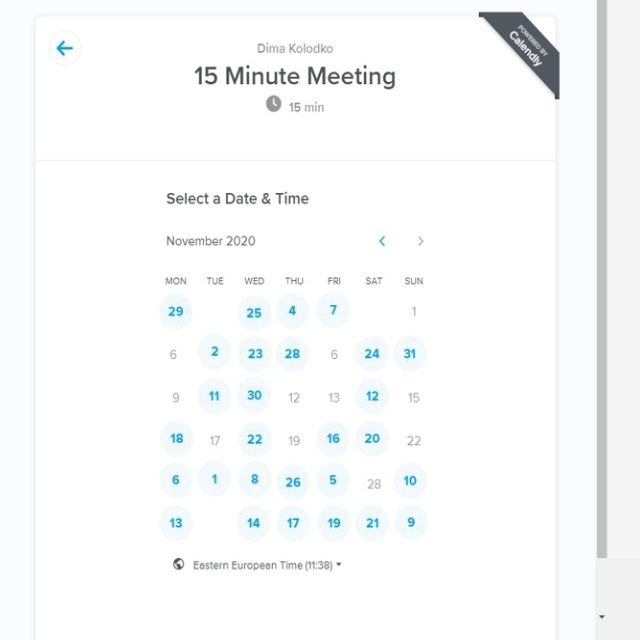 Dima Kolodko
POWERED BY
Calendly
15 Minute Meeting
15 min
Select a Date & Time
November 2020
MON TUE WED THU FRI SAT SUN
29 25 4 7 1
6 2 23 28 6 24 31
9 11 30 12 13 12 15
18 17 22 19 16 20 22
6 1 8 26 5 28 10
13 14 17 19 21 9
Eastern European Time (11:38)